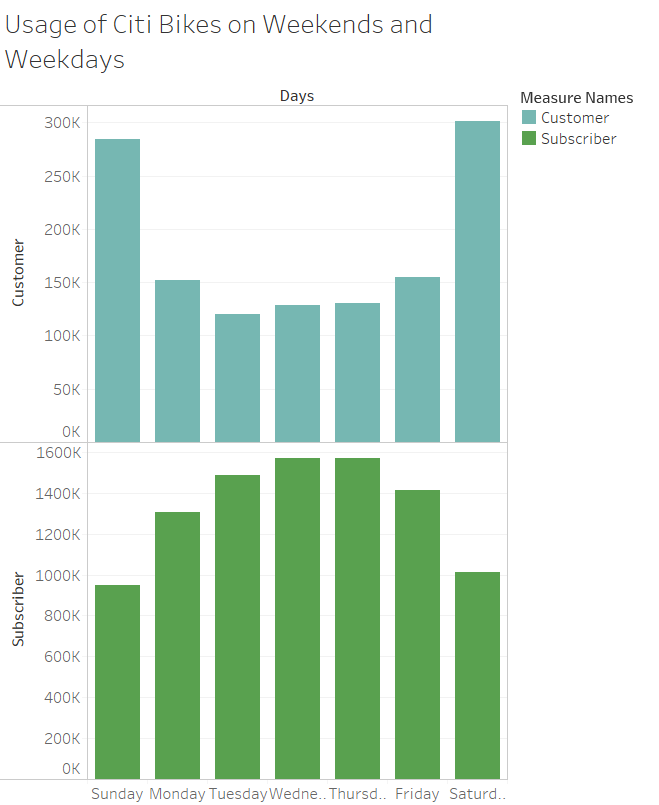 Usage of Citi Bikes on Weekends and
Weekdays
Days
Measure Names
Customer
Subscriber
Customer
300K
250K
200K
150K
100K
50K
0K
Subscriber
1600K
1400K
1200K
1000K
800K
600K
400K
200K
0K
Sunday Monday Tuesday Wedne.. Thursd.. Friday Saturd..